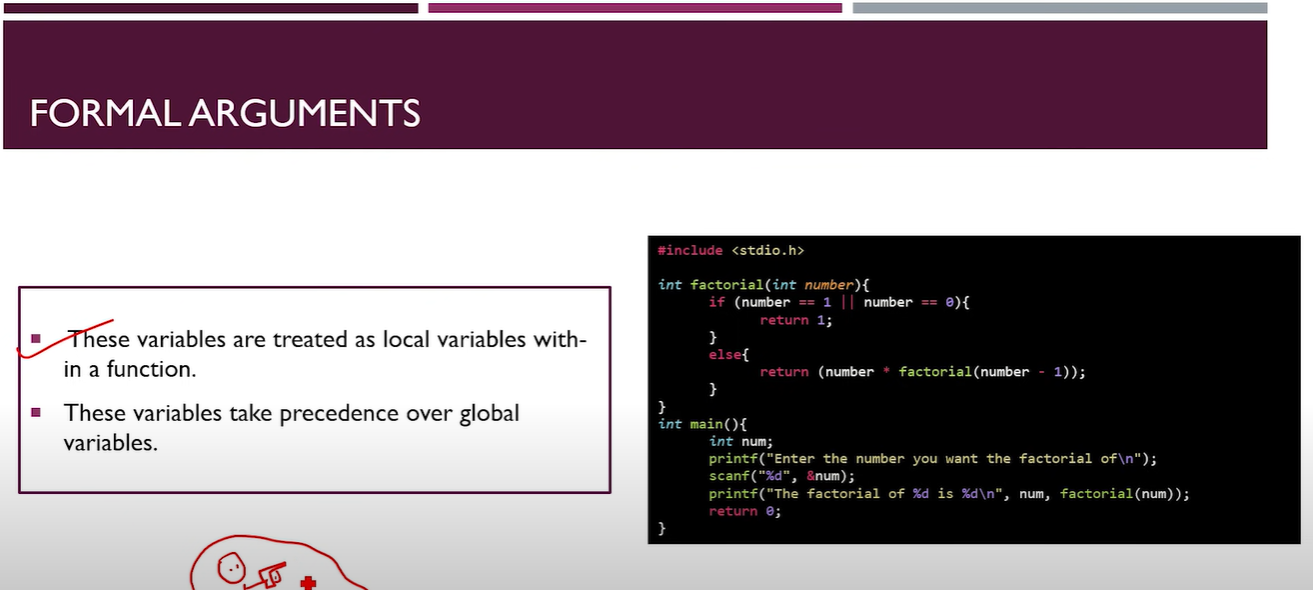 FORMAL ARGUMENTS
These variables are treated as local variables with-
in a function.
These variables take precedence over global
variables.
#include <stdio.h>
int factorial(int number){
if (number == 1 || number == 0){
return 1;
}
else{
return (number * factorial(number - 1));
}
}
int main(){
int num;
printf("Enter the number you want the factorial of\n");
scanf("%d", &num);
printf("The factorial of %d is %d\n", num, factorial(num));
return 0;
}